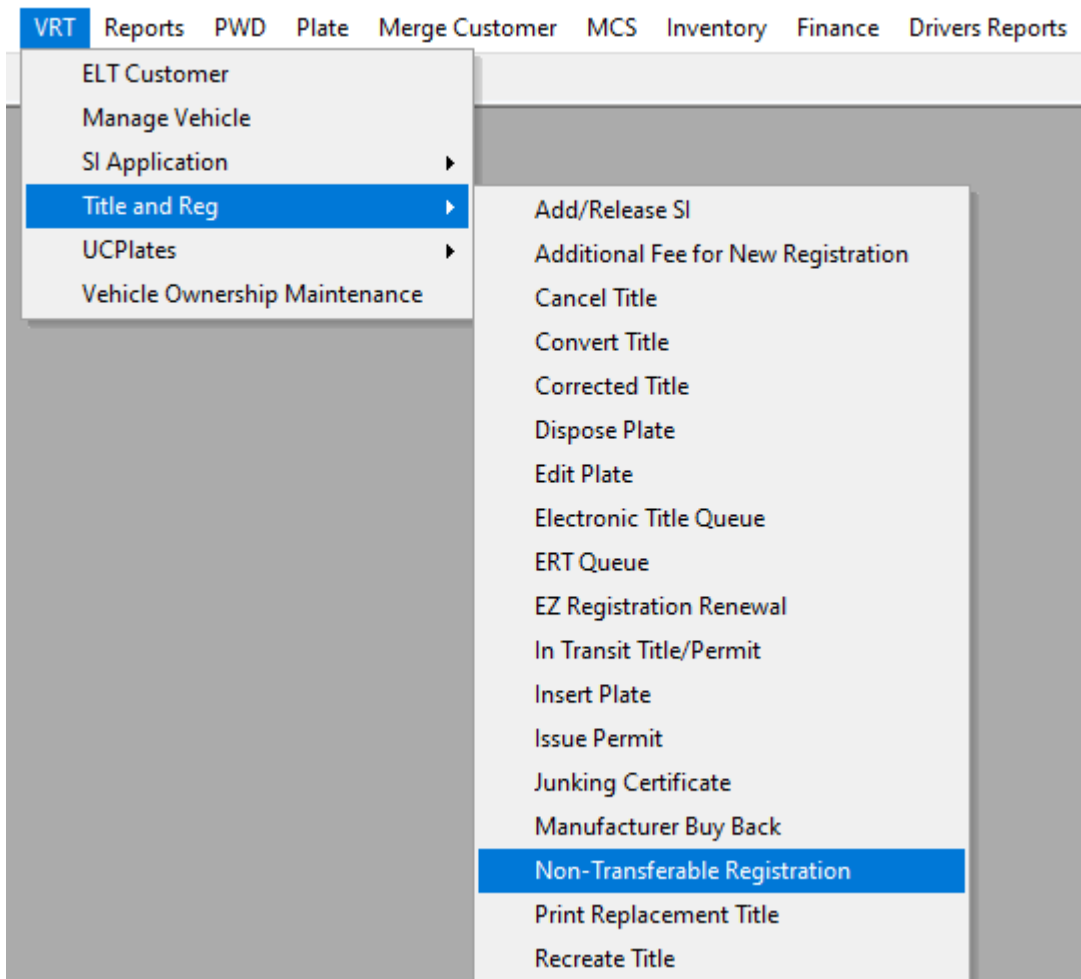 VRT Reports PWD Plate Merge Customer MCS Inventory Finance Drivers Reports
ELT Customer
Manage Vehicle
SI Application
Title and Reg
UCPlates
Vehicle Ownership Maintenance
Add/Release SI
Additional Fee for New Registration
Cancel Title
Convert Title
Corrected Title
Dispose Plate
Edit Plate
Electronic Title Queue
ERT Queue
EZ Registration Renewal
In Transit Title/Permit
Insert Plate
Issue Permit
Junking Certificate
Manufacturer Buy Back
Non-Transferable Registration
Print Replacement Title
Recreate Title